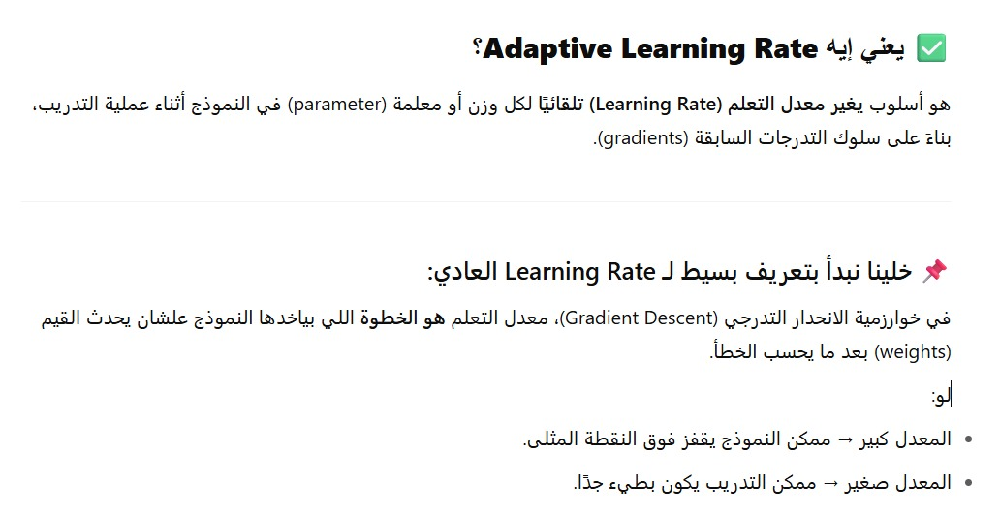 ✅ يعني إيه Adaptive Learning Rate؟
هو أسلوب يغير معدل التعلم (Learning Rate) تلقائيًا لكل وزن أو معلمة (parameter) في النموذج أثناء عملية التدريب،
بناءً على سلوك التدرجات السابقة (gradients).
📌 خلينا نبدأ بتعريف بسيط لـ Learning Rate العادي:
في خوارزمية الانحدار التدرجي (Gradient Descent)، معدل التعلم هو الخطوة اللي بياخدها النموذج علشان يحدث القيم
(weights) بعد ما يحسب الخطأ.
لو:
• المعدل كبير → ممكن النموذج يقفز فوق النقطة المثلى.
• المعدل صغير → ممكن التدريب يكون بطيء جدًا.